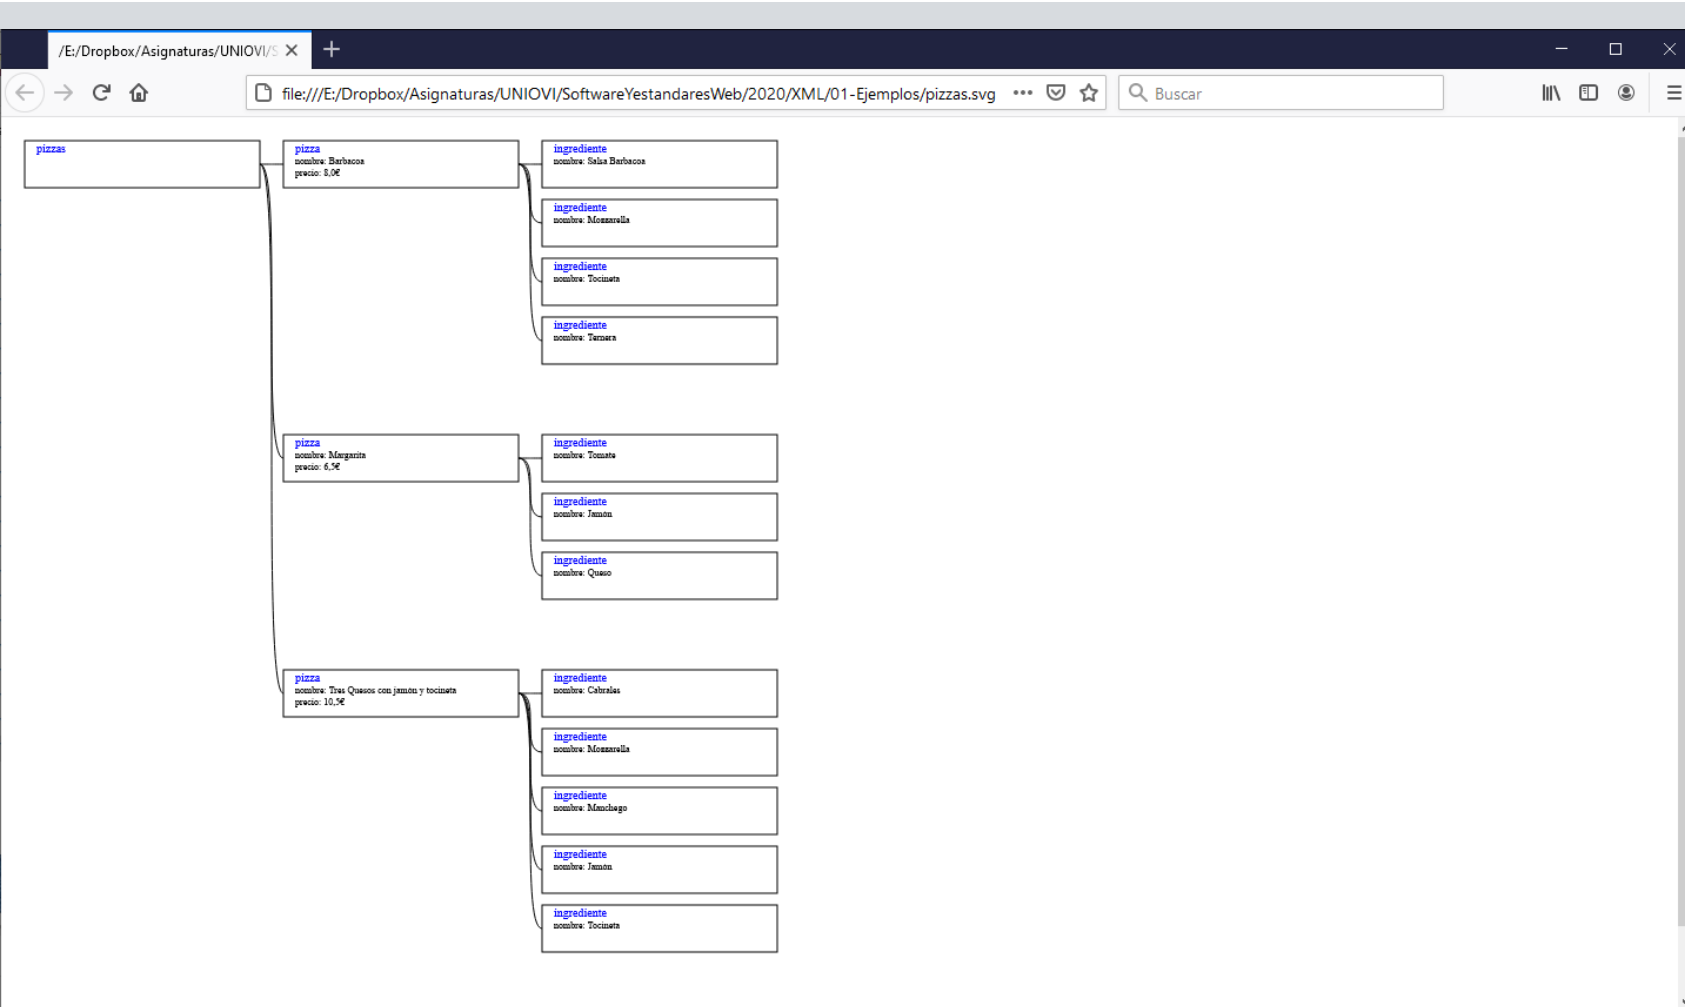 /E:/Dropbox/Asignaturas/UNIOVI/S
file:///E:/Dropbox/Asignaturas/UNIOVI/SoftwareYestandaresWeb/2020/XML/01-Ejemplos/pizzas.svg
Buscar
pizzas
pizza
nombre: Barbacoa
precio: 8,0€
ingrediente
nombre: Salsa Barbacoa
ingrediente
nombre: Mozzarella
ingrediente
nombre: Tocineta
ingrediente
nombre: Ternera
pizza
nombre: Margarita
precio: 6,5€
ingrediente
nombre: Tomate
ingrediente
nombre: Jamón
ingrediente
nombre: Queso
pizza
nombre: Tres Quesos con jamón y tocineta
precio: 10,5€
ingrediente
nombre: Cabrales
ingrediente
nombre: Mozzarella
ingrediente
nombre: Manchego
ingrediente
nombre: Jamón
ingrediente
nombre: Tocineta